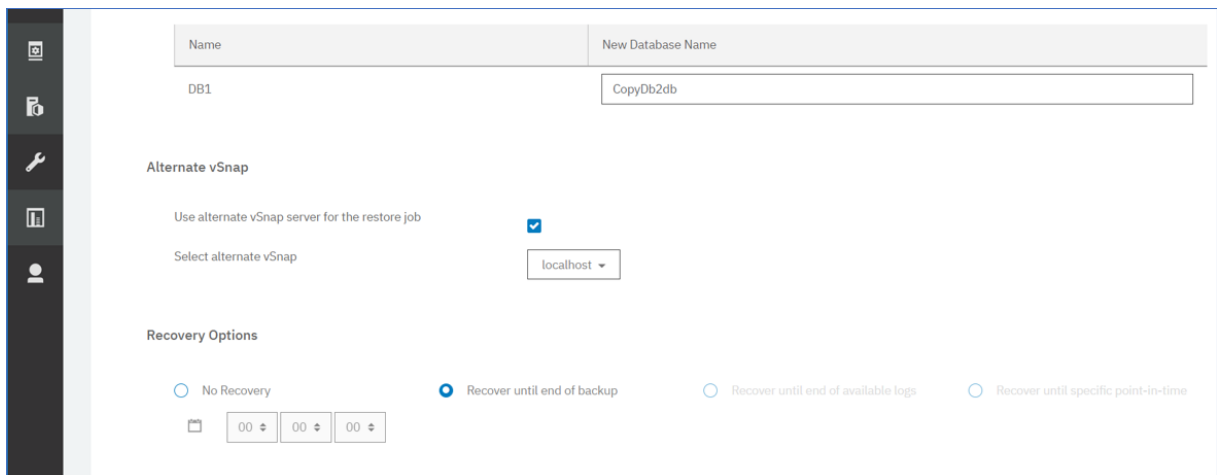 Name New Database Name
DB1 CopyDb2db
Alternate vSnap
Use alternate vSnap server for the restore job
Select alternate vSnap localhost
Recovery Options
No Recovery Recover until end of backup Recover until end of available logs Recover until specific point-in-time
00 00 00